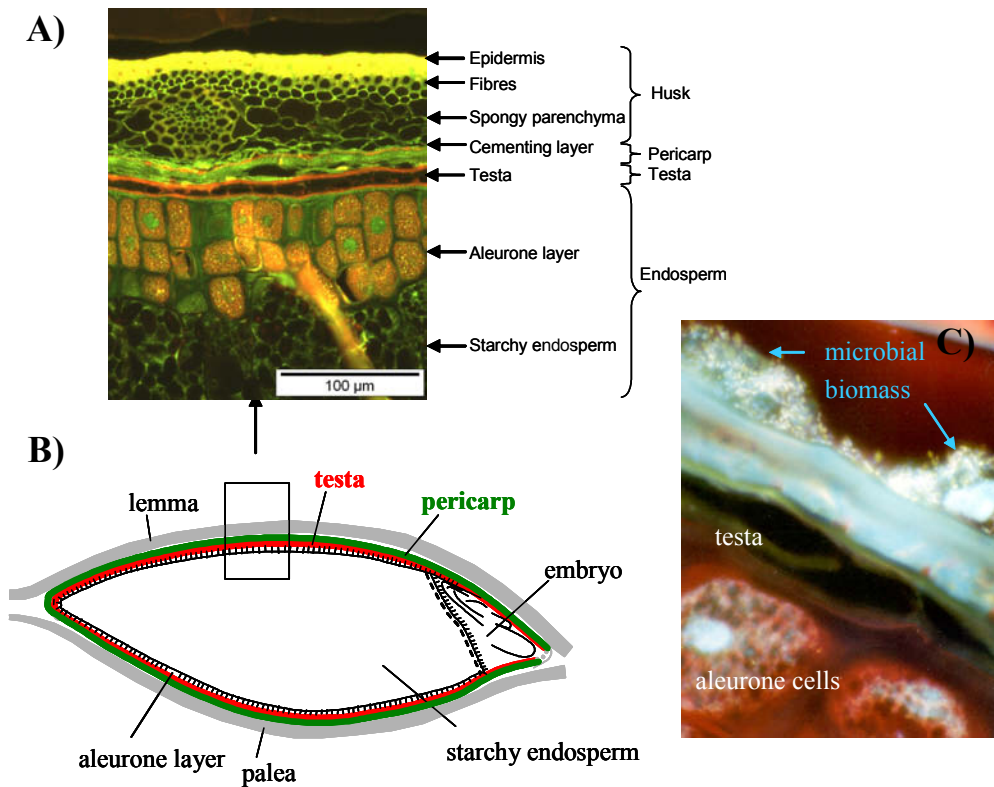 A)
Epidermis
Fibres
Spongy parenchyma
Cementing layer
Testa
Aleurone layer
Starchy endosperm
Husk
Pericarp
Testa
Endosperm
100 µm
C)
microbial
biomass
testa
aleurone cells
B)
lemma
testa
pericarp
embryo
aleurone layer
palea
starchy endosperm